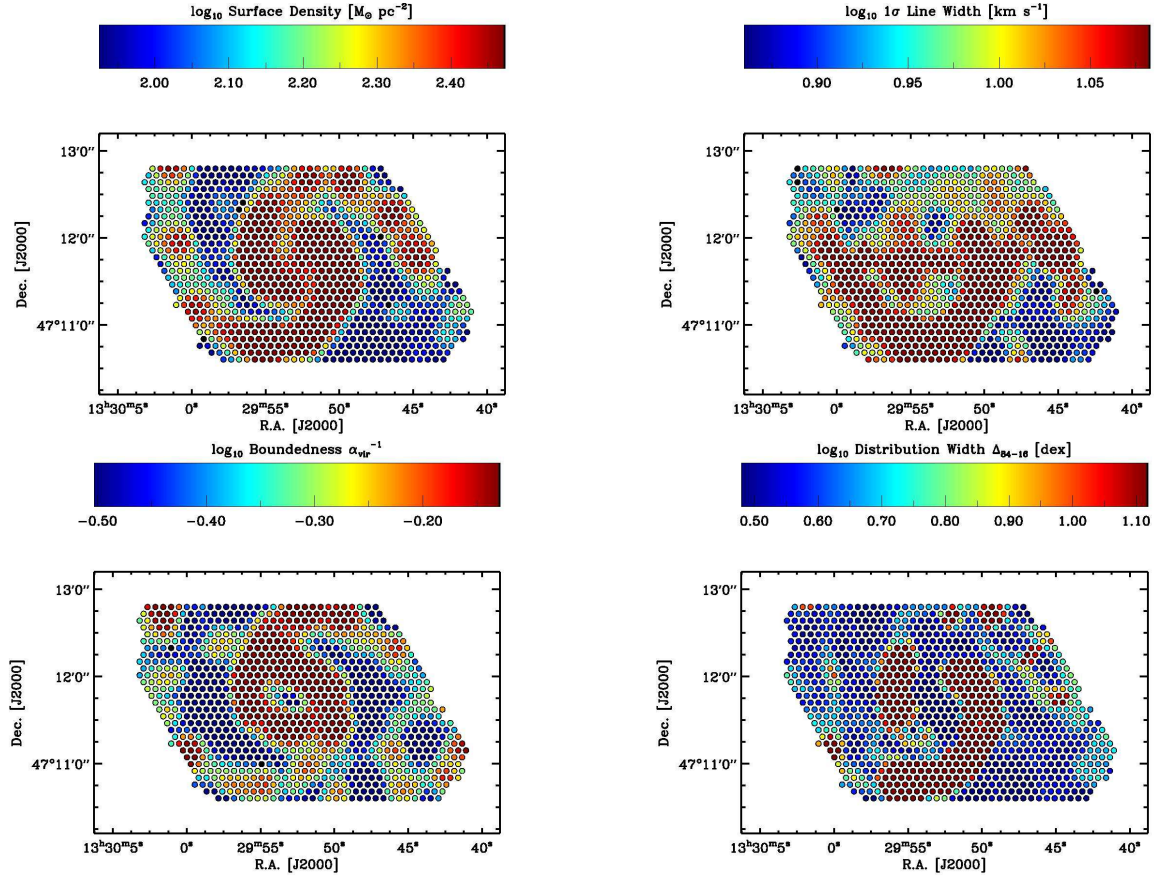 log₁₀ Surface Density [M☉ pc⁻²]
2.00 2.10 2.20 2.30 2.40
13'0"
12'0"
47°11'0"
Dec. [J2000]
13ʰ30ᵐ5ˢ 0ˢ 29ᵐ55ˢ 50ˢ 45ˢ 40ˢ
R.A. [J2000]
log₁₀ 1σ Line Width [km s⁻¹]
0.90 0.95 1.00 1.05
13'0"
12'0"
47°11'0"
Dec. [J2000]
13ʰ30ᵐ5ˢ 0ˢ 29ᵐ55ˢ 50ˢ 45ˢ 40ˢ
R.A. [J2000]
log₁₀ Boundedness αᵥᵢᵣ⁻¹
−0.50 −0.40 −0.30 −0.20
13'0"
12'0"
47°11'0"
Dec. [J2000]
13ʰ30ᵐ5ˢ 0ˢ 29ᵐ55ˢ 50ˢ 45ˢ 40ˢ
R.A. [J2000]
log₁₀ Distribution Width Δ₈₄₋₁₆ [dex]
0.50 0.60 0.70 0.80 0.90 1.00 1.10
13'0"
12'0"
47°11'0"
Dec. [J2000]
13ʰ30ᵐ5ˢ 0ˢ 29ᵐ55ˢ 50ˢ 45ˢ 40ˢ
R.A. [J2000]